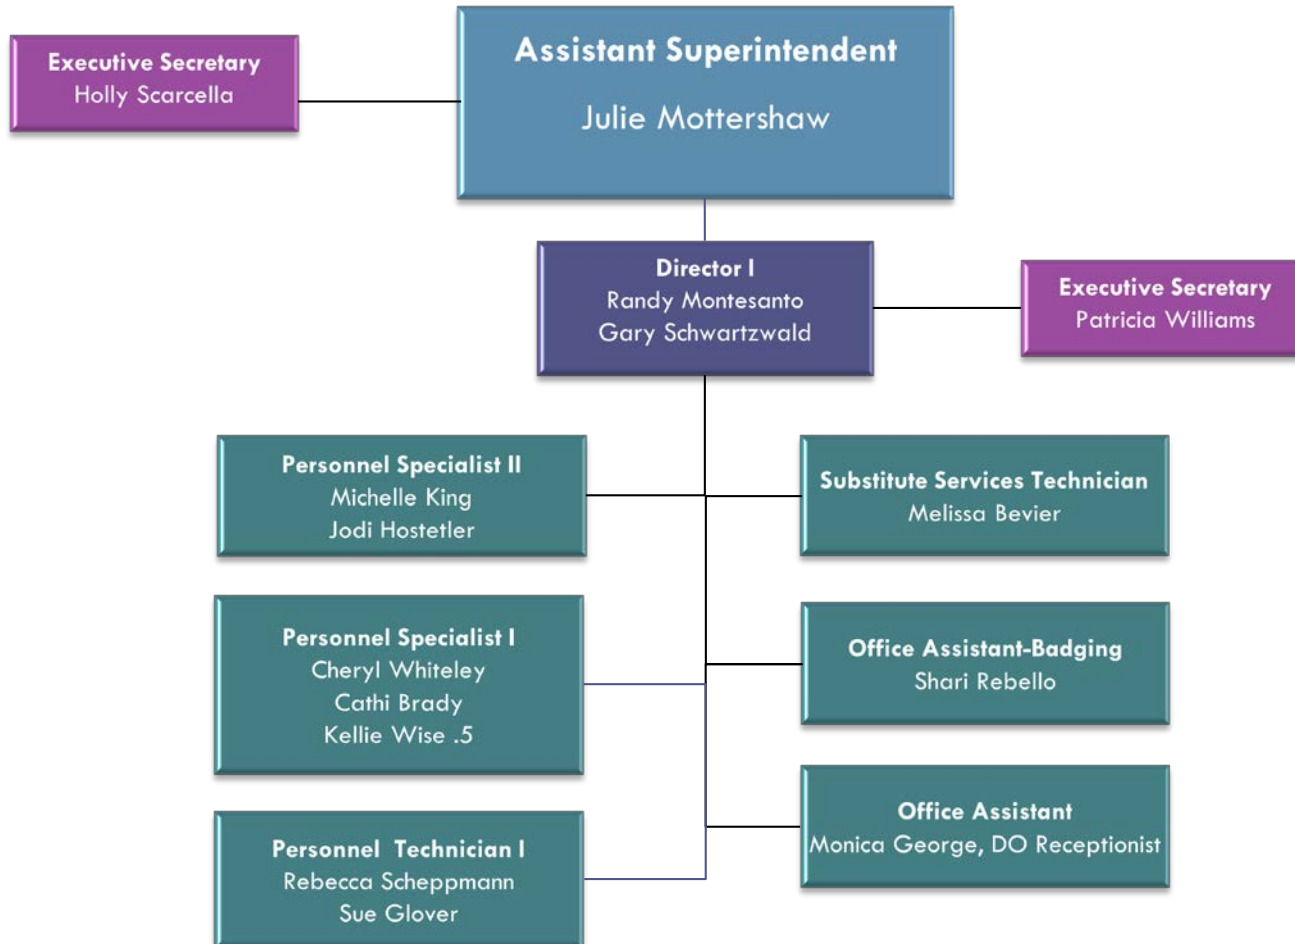 Executive Secretary
Holly Scarcella
Assistant Superintendent
Julie Mottershaw
Director I
Randy Montesanto
Gary Schwartzwald
Executive Secretary
Patricia Williams
Personnel Specialist II
Michelle King
Jodi Hostetler
Substitute Services Technician
Melissa Bevier
Personnel Specialist I
Cheryl Whiteley
Cathi Brady
Kellie Wise .5
Office Assistant-Badging
Shari Rebello
Personnel Technician I
Rebecca Scheppmann
Sue Glover
Office Assistant
Monica George, DO Receptionist